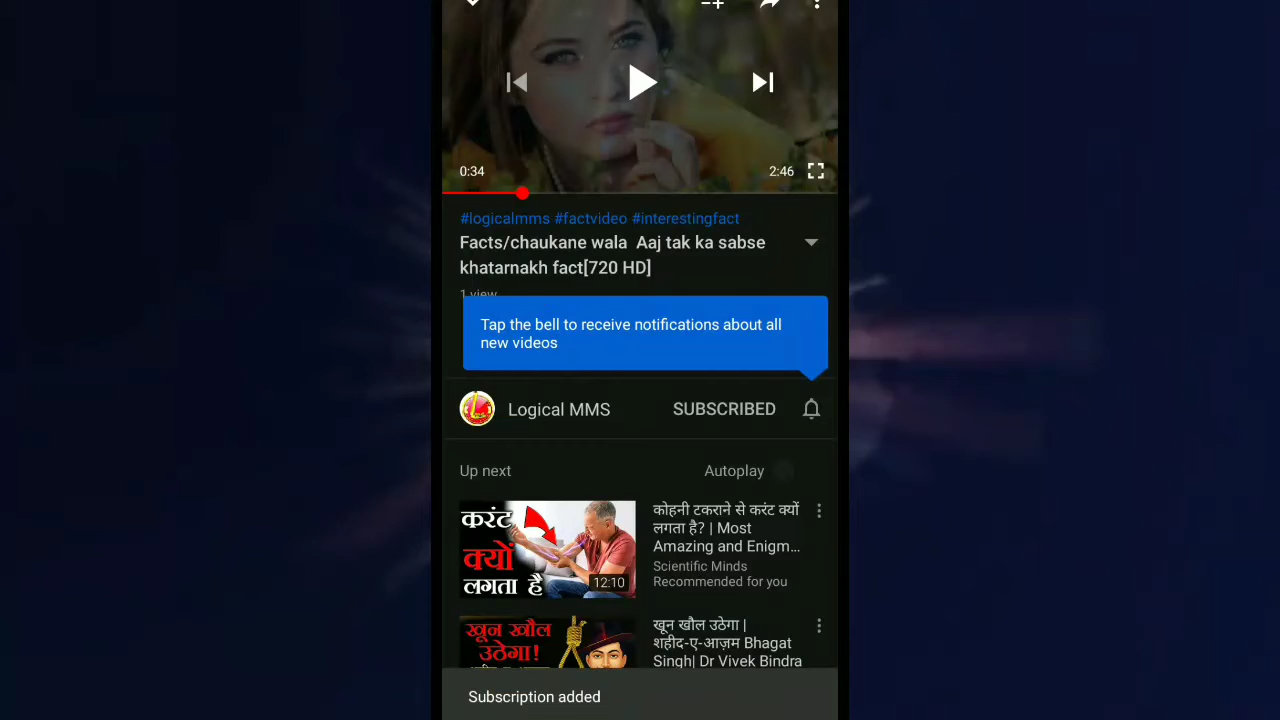 0:34
2:46
#logicalmms #factvideo #interestingfact
Facts/chaukane wala  Aaj tak ka sabse
khatarnakh fact[720 HD]
1 view
Tap the bell to receive notifications about all
new videos
Logical MMS
SUBSCRIBED
Up next
Autoplay
करंट
क्यों
लगता है
12:10
कोहनी टकराने से करंट क्यों
लगता है? | Most
Amazing and Enigm...
Scientific Minds
Recommended for you
खून खौल
उठेगा!
खून खौल उठेगा |
शहीद-ए-आज़म Bhagat
Singh| Dr Vivek Bindra
Subscription added